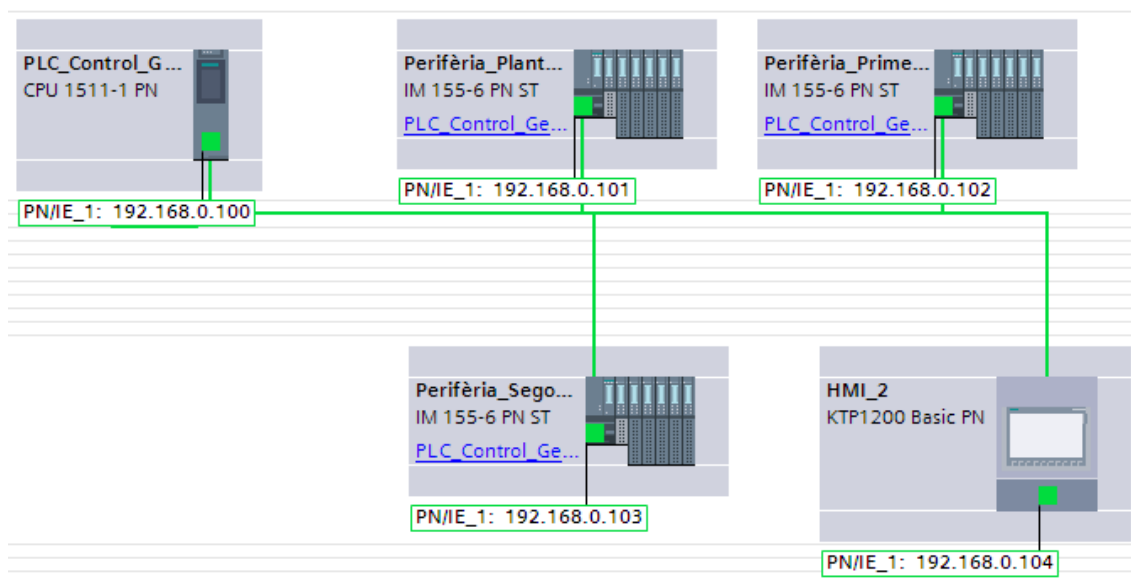 PLC_Control_G...
CPU 1511-1 PN
PN/IE_1: 192.168.0.100
Perifèria_Plant...
IM 155-6 PN ST
PLC_Control_Ge...
PN/IE_1: 192.168.0.101
Perifèria_Prime...
IM 155-6 PN ST
PLC_Control_Ge...
PN/IE_1: 192.168.0.102
Perifèria_Sego...
IM 155-6 PN ST
PLC_Control_Ge...
PN/IE_1: 192.168.0.103
HMI_2
KTP1200 Basic PN
PN/IE_1: 192.168.0.104